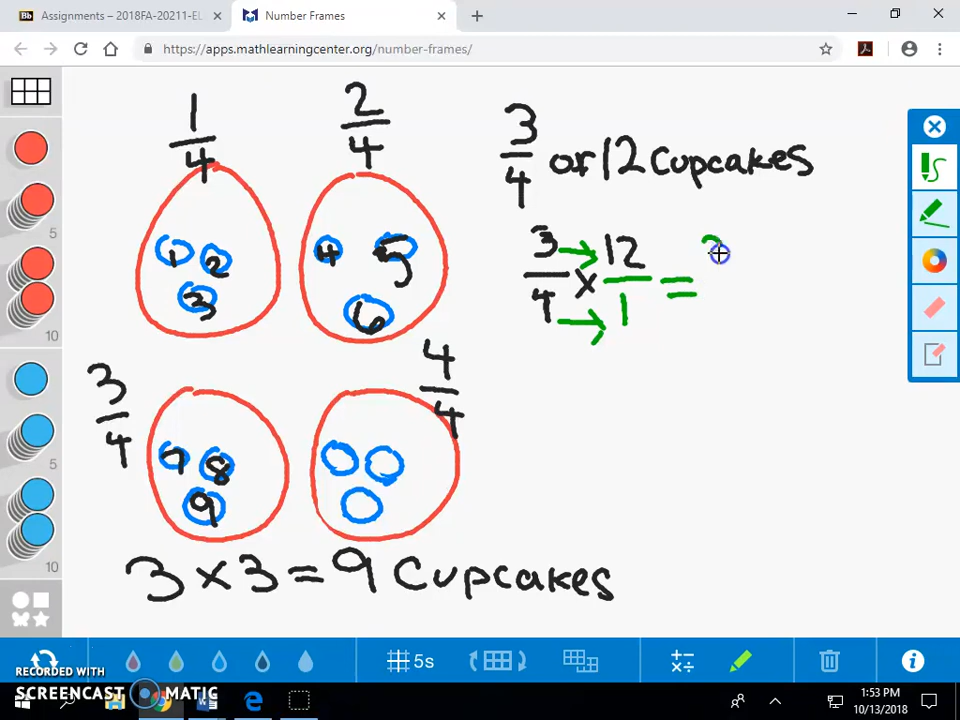 Assignments – 2018FA-20211-EL
Number Frames
https://apps.mathlearningcenter.org/number-frames/
1/4
2/4
3/4 or 12 Cupcakes
1 2 3
4 5 6
3/4 x 12/1 =
3/4
4/4
7 8 9
3 x 3 = 9 Cupcakes
5
10
5
10
5s
RECORDED WITH
SCREENCAST MATIC
1:53 PM
10/13/2018